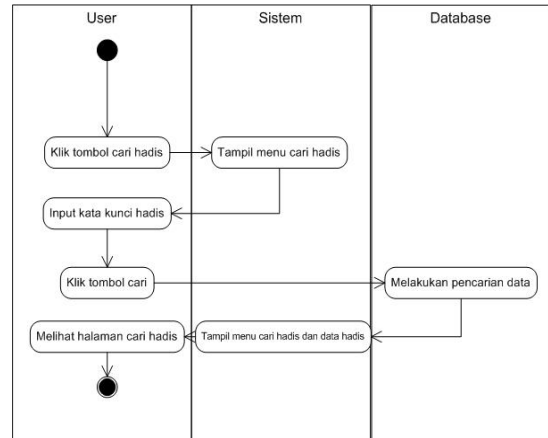 User
Sistem
Database
Klik tombol cari hadis
Tampil menu cari hadis
Input kata kunci hadis
Klik tombol cari
Melakukan pencarian data
Melihat halaman cari hadis
Tampil menu cari hadis dan data hadis